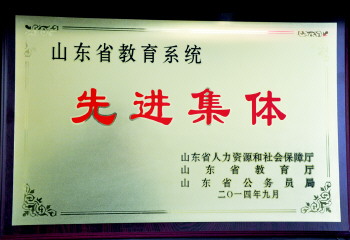 山东省教育系统
先进集体
山东省人力资源和社会保障厅
山东省教育厅
山东省公务员局
二〇一四年九月